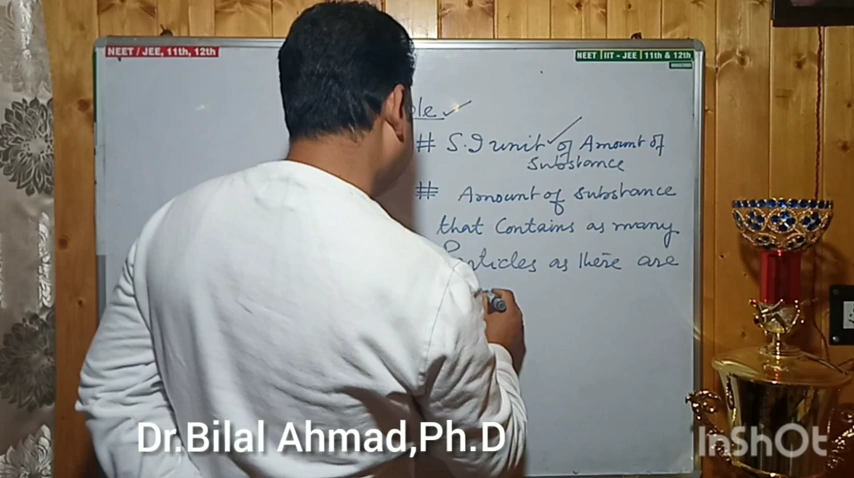 NEET / JEE, 11th, 12th
NEET | IIT - JEE | 11th & 12th
# S.I unit of Amount of
Substance
# Amount of substance
that Contains as many
Particles as there are
Dr.Bilal Ahmad,Ph.D
InShOt